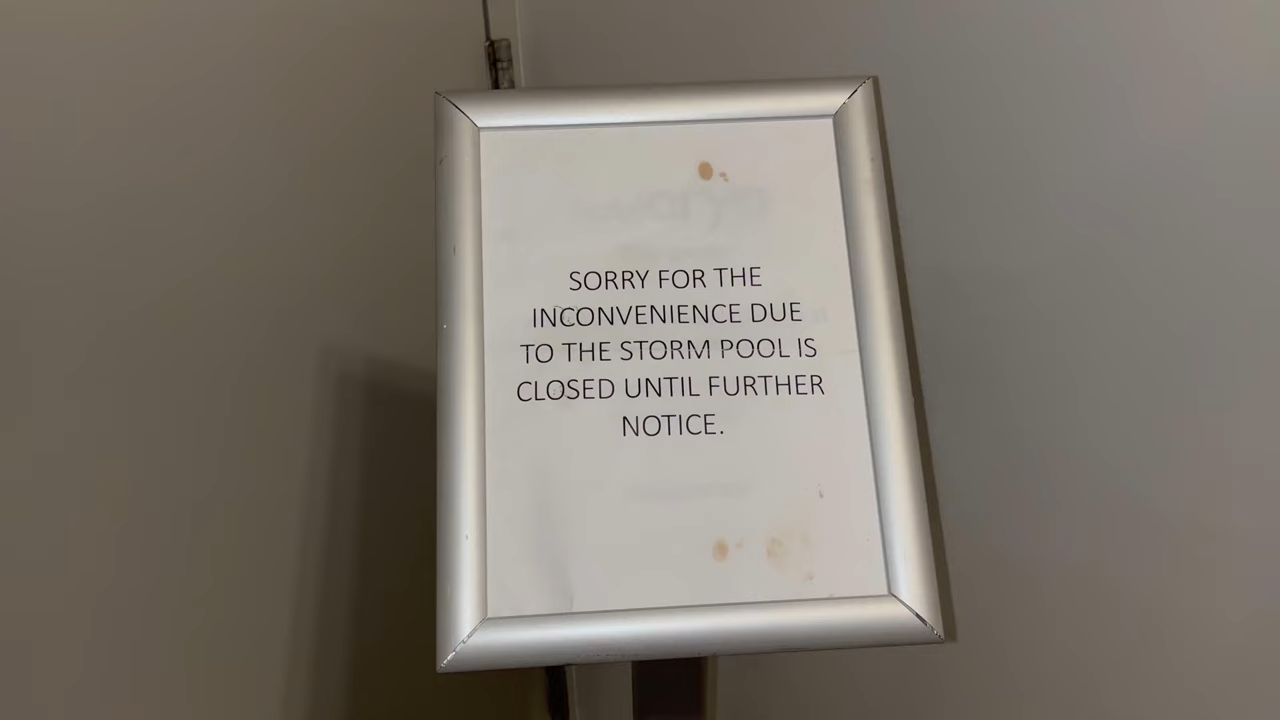 SORRY FOR THE
INCONVENIENCE DUE
TO THE STORM POOL IS
CLOSED UNTIL FURTHER
NOTICE.